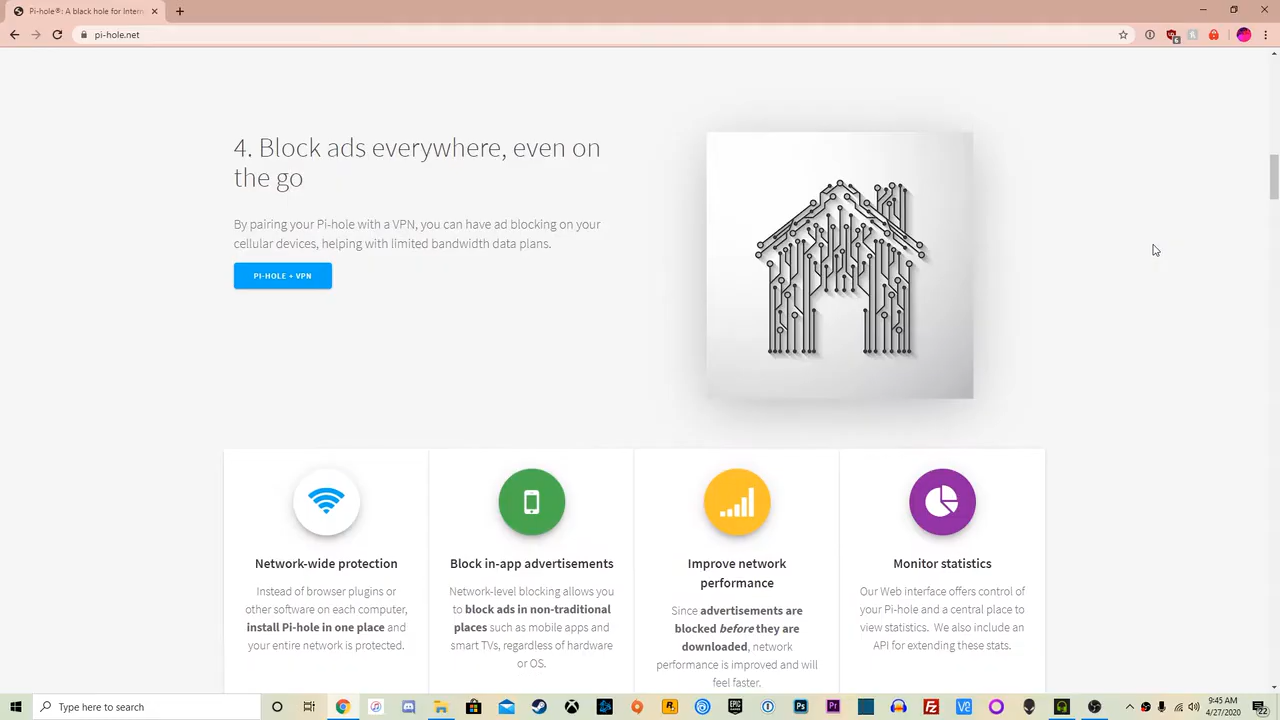 Pi-hole®: A black hole for Intern
pi-hole.net
6
4. Block ads everywhere, even on
the go
By pairing your Pi-hole with a VPN, you can have ad blocking on your
cellular devices, helping with limited bandwidth data plans.
PI-HOLE + VPN
Network-wide protection
Instead of browser plugins or
other software on each computer,
install Pi-hole in one place and
your entire network is protected.
Block in-app advertisements
Network-level blocking allows you
to block ads in non-traditional
places such as mobile apps and
smart TVs, regardless of hardware
or OS.
Improve network
performance
Since advertisements are
blocked before they are
downloaded, network
performance is improved and will
feel faster.
Monitor statistics
Our Web interface offers control of
your Pi-hole and a central place to
view statistics. We also include an
API for extending these stats.
Type here to search
EPIC
GAMES
Ps
Pr
Fz
9:45 AM
4/27/2020
22